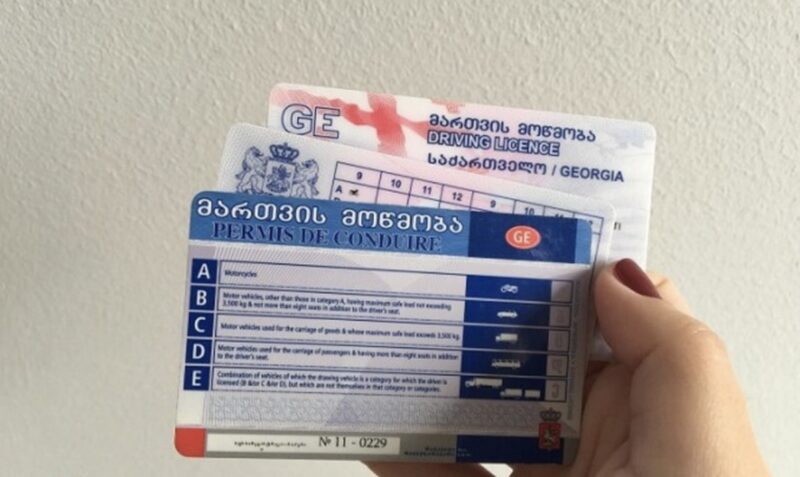 GE
მართვის მოწმობა
DRIVING LICENCE
საქართველო / GEORGIA
9 10 11 12 9 10
A
მართვის მოწმობა
PERMIS DE CONDUIRE
GE
A Motorcycles
B Motor vehicles, other than those in category A, having maximum safe load not exceeding
3,500 kg & not more than eight seats in addition to the driver's seat.
C Motor vehicles used for the carriage of goods & whose maximum safe load exceeds 3,500 kg.
D Motor vehicles used for the carriage of passengers & having more than eight seats in addition
to the driver's seat.
E Combination of vehicles of which the drawing vehicle is a category for which the driver is
licensed (B &/or C &/or D), but which are not themselves in that category or categories.
№ 11 - 0229